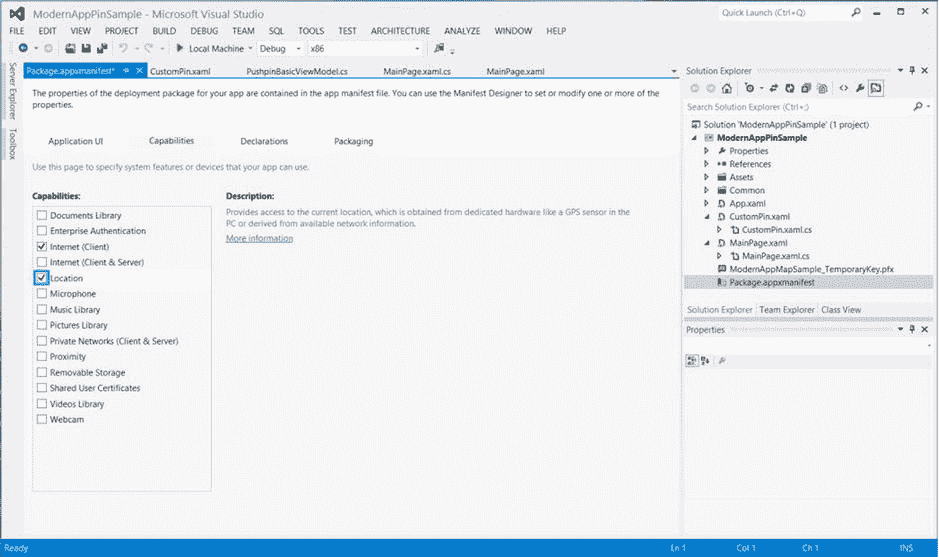 ModernAppPinSample - Microsoft Visual Studio
Quick Launch (Ctrl+Q)
FILE EDIT VIEW PROJECT BUILD DEBUG TEAM SQL TOOLS TEST ARCHITECTURE ANALYZE WINDOW HELP
Local Machine Debug x86
Server Explorer
Toolbox
Package.appxmanifest* CustomPin.xaml PushpinBasicViewModel.cs MainPage.xaml.cs MainPage.xaml
The properties of the deployment package for your app are contained in the app manifest file. You can use the Manifest Designer to set or modify one or more of the
properties.
Application UI Capabilities Declarations Packaging
Use this page to specify system features or devices that your app can use.
Capabilities:
Documents Library
Enterprise Authentication
Internet (Client)
Internet (Client & Server)
Location
Microphone
Music Library
Pictures Library
Private Networks (Client & Server)
Proximity
Removable Storage
Shared User Certificates
Videos Library
Webcam
Description:
Provides access to the current location, which is obtained from dedicated hardware like a GPS sensor in the
PC or derived from available network information.
More information
Solution Explorer
Search Solution Explorer (Ctrl+;)
Solution 'ModernAppPinSample' (1 project)
ModernAppPinSample
Properties
References
Assets
Common
App.xaml
CustomPin.xaml
CustomPin.xaml.cs
MainPage.xaml
MainPage.xaml.cs
ModernAppMapSample_TemporaryKey.pfx
Package.appxmanifest
Solution Explorer Team Explorer Class View
Properties
Ready Ln 1 Col 1 Ch 1 INS